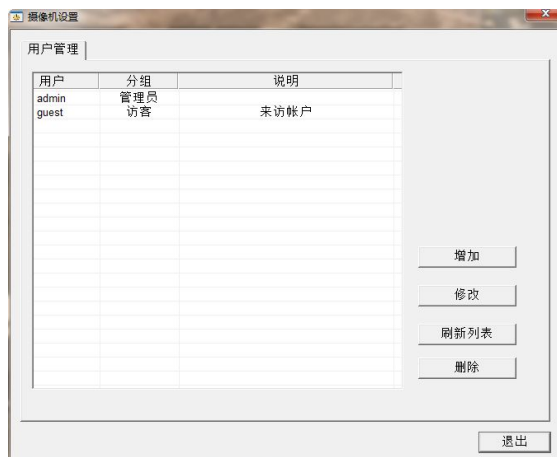 摄像机设置
用户管理
用户 分组 说明
admin 管理员
guest 访客 来访帐户
增加
修改
刷新列表
删除
退出